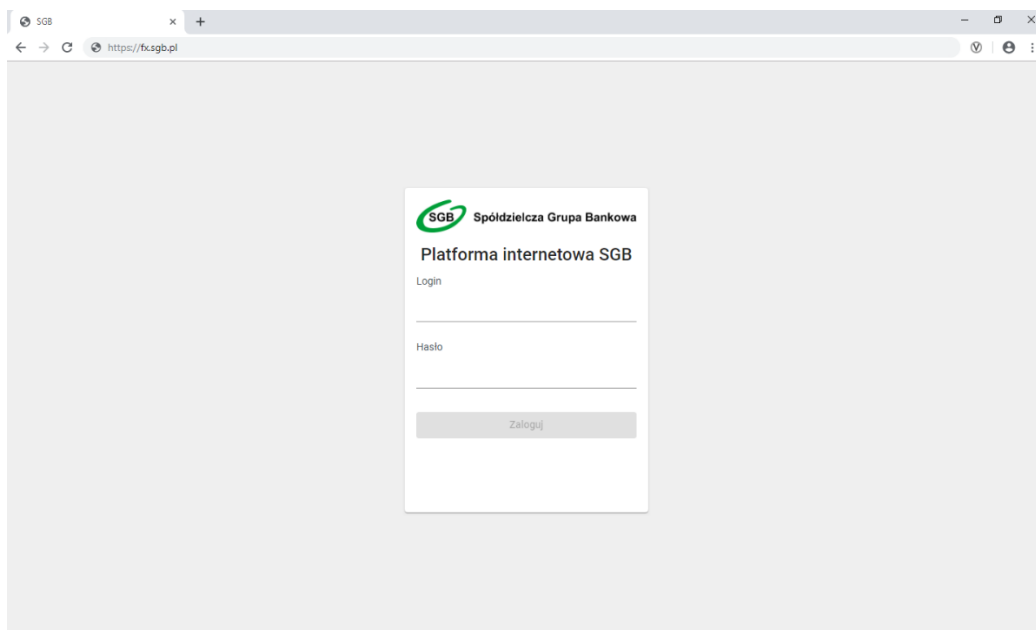 SGB
https://fx.sgb.pl
SGB Spółdzielcza Grupa Bankowa
Platforma internetowa SGB
Login
Hasło
Zaloguj